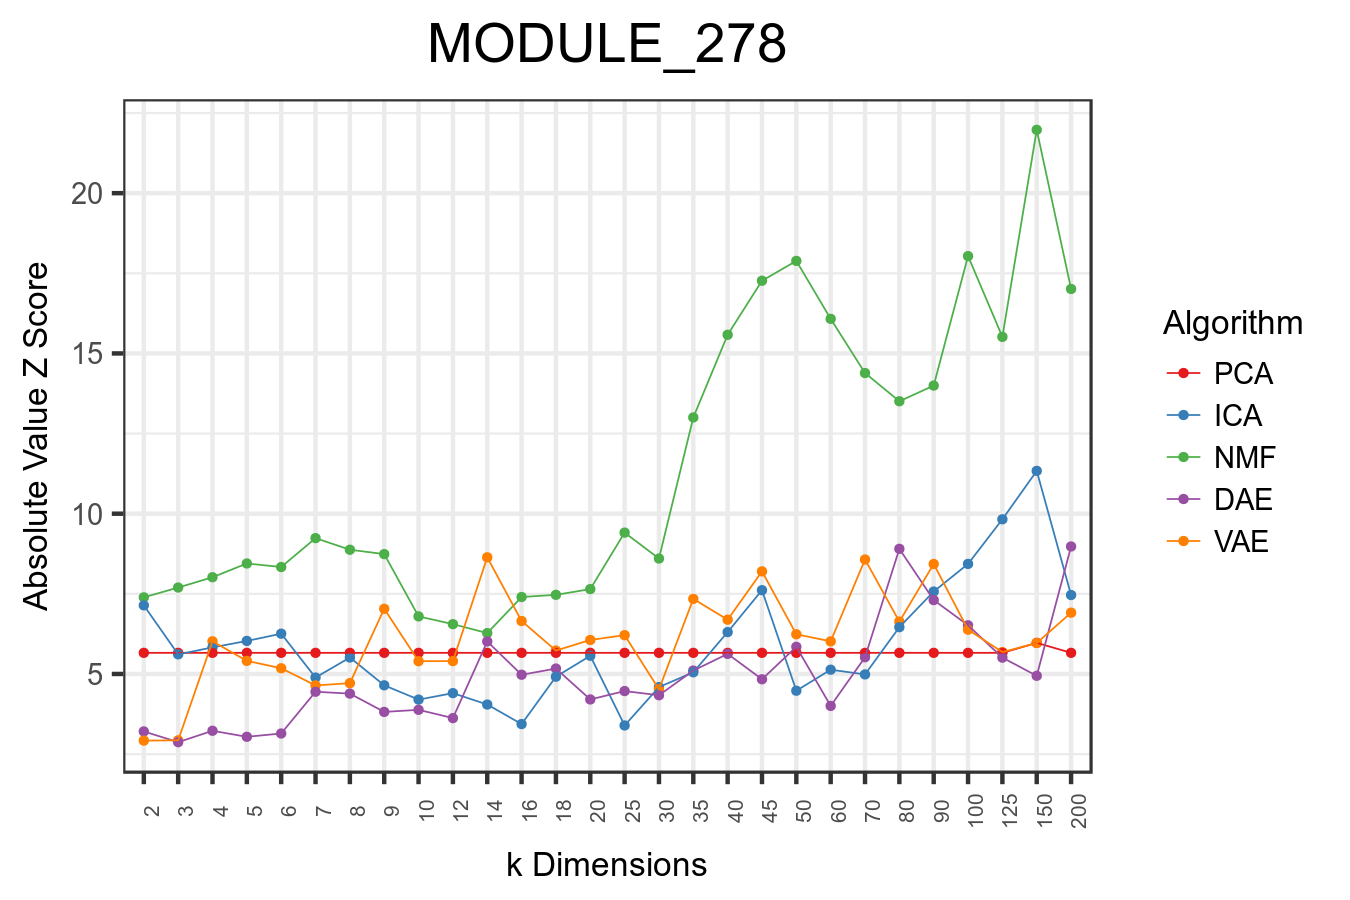 MODULE_278
Absolute Value Z Score
20
15
10
5
2 3 4 5 6 7 8 9 10 12 14 16 18 20 25 30 35 40 45 50 60 70 80 90 100 125 150 200
k Dimensions
Algorithm
PCA
ICA
NMF
DAE
VAE